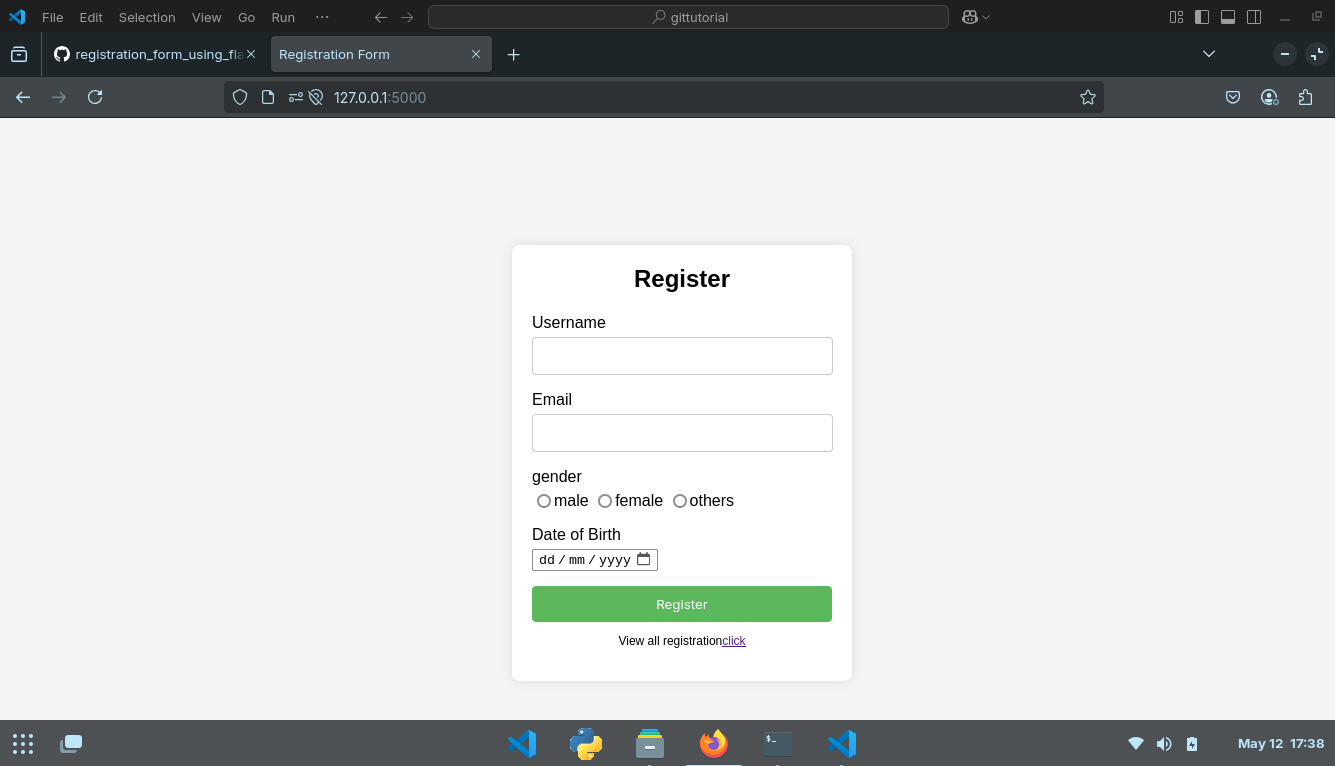 File Edit Selection View Go Run ··· gittutorial
registration_form_using_fla Registration Form
127.0.0.1:5000
Register
Username
Email
gender
male female others
Date of Birth
dd / mm / yyyy
Register
View all registrationclick
$_
May 12 17:38